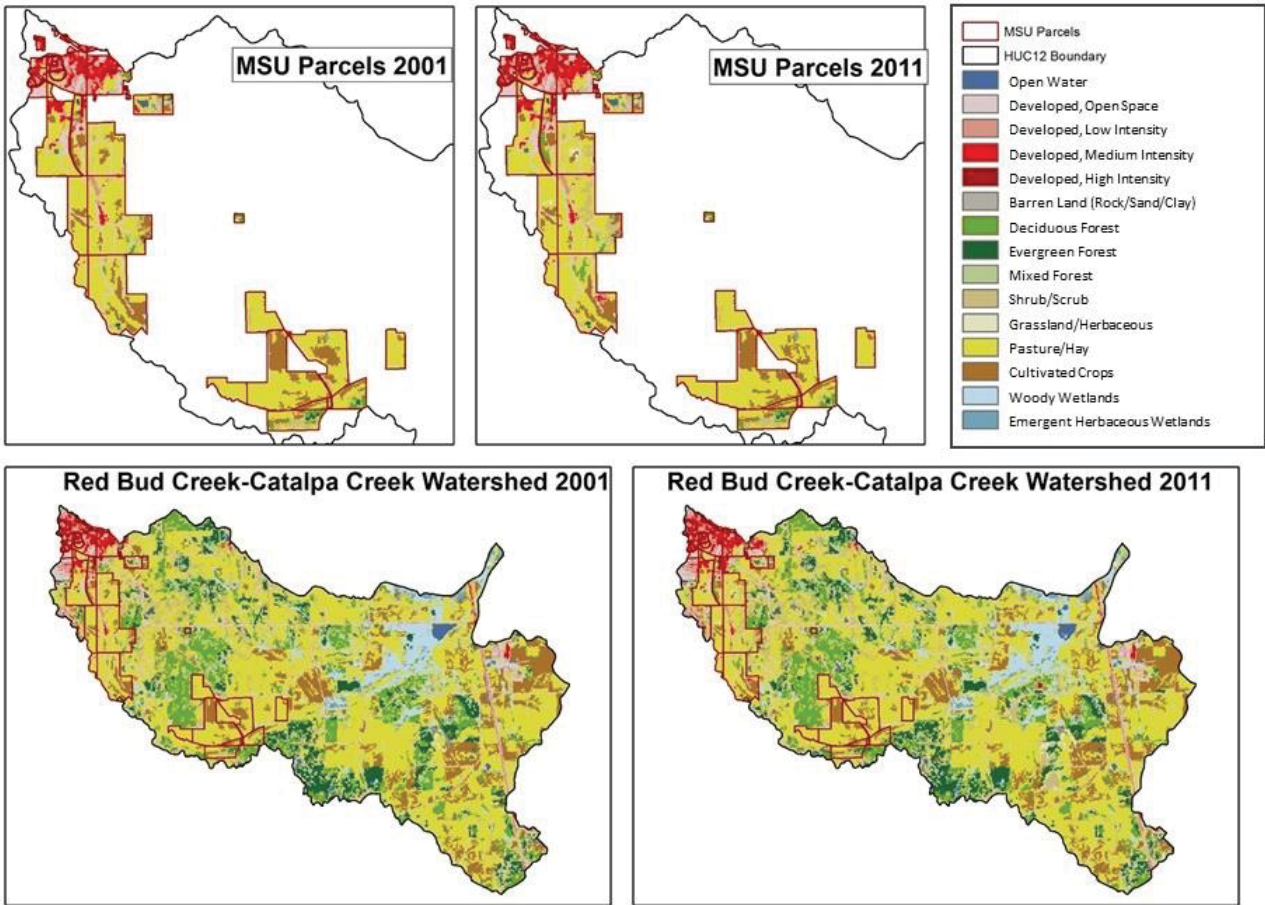 MSU Parcels 2001
MSU Parcels 2011
MSU Parcels
HUC12 Boundary
Open Water
Developed, Open Space
Developed, Low Intensity
Developed, Medium Intensity
Developed, High Intensity
Barren Land (Rock/Sand/Clay)
Deciduous Forest
Evergreen Forest
Mixed Forest
Shrub/Scrub
Grassland/Herbaceous
Pasture/Hay
Cultivated Crops
Woody Wetlands
Emergent Herbaceous Wetlands
Red Bud Creek-Catalpa Creek Watershed 2001
Red Bud Creek-Catalpa Creek Watershed 2011